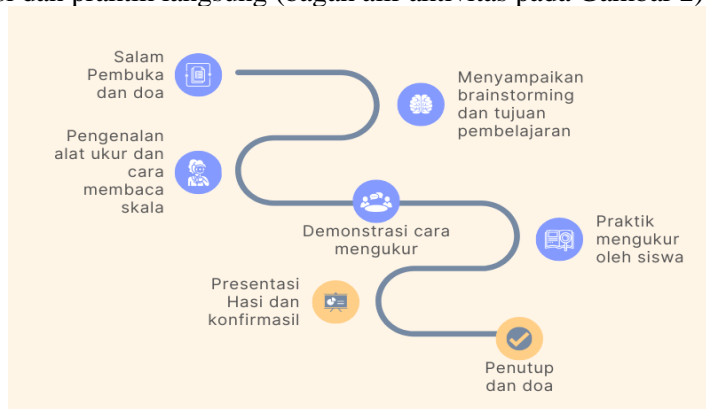 dan praktik langsung (bagan alir aktivitas pada Gambar 2)
Salam
Pembuka
dan doa
Menyampaikan
brainstorming
dan tujuan
pembelajaran
Pengenalan
alat ukur dan
cara
membaca
skala
Demonstrasi cara
mengukur
Praktik
mengukur
oleh siswa
Presentasi
Hasi dan
konfirmasil
Penutup
dan doa